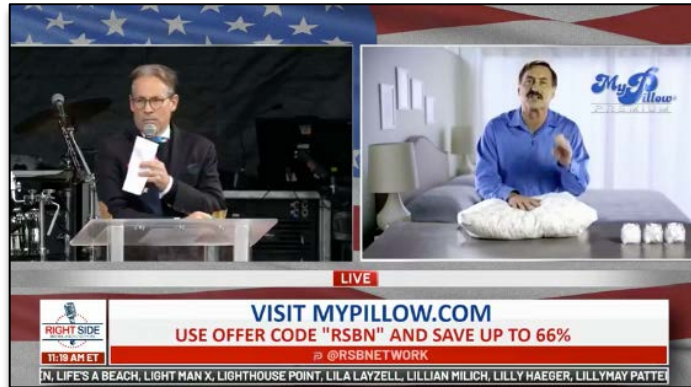 MyPillow
PREMIUM
LIVE
VISIT MYPILLOW.COM
USE OFFER CODE "RSBN" AND SAVE UP TO 66%
@RSBNETWORK
RIGHT SIDE
11:19 AM ET
EN, LIFE'S A BEACH, LIGHT MAN X, LIGHTHOUSE POINT, LILA LAYZELL, LILLIAN MILICH, LILLY HAEGER, LILLYMAY PATTE